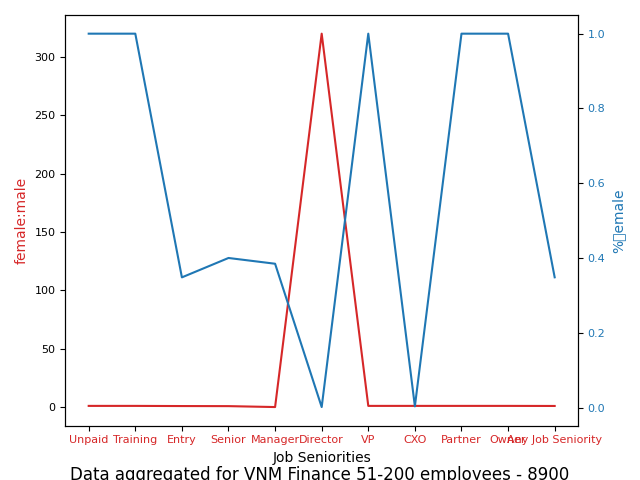 300
250
200
150
100
50
0
female:male
1.0
0.8
0.6
0.4
0.2
0.0
%▯emale
Unpaid Training Entry Senior Manager Director VP CXO Partner Owner Any Job Seniority
Job Seniorities
Data aggregated for VNM Finance 51-200 employees - 8900